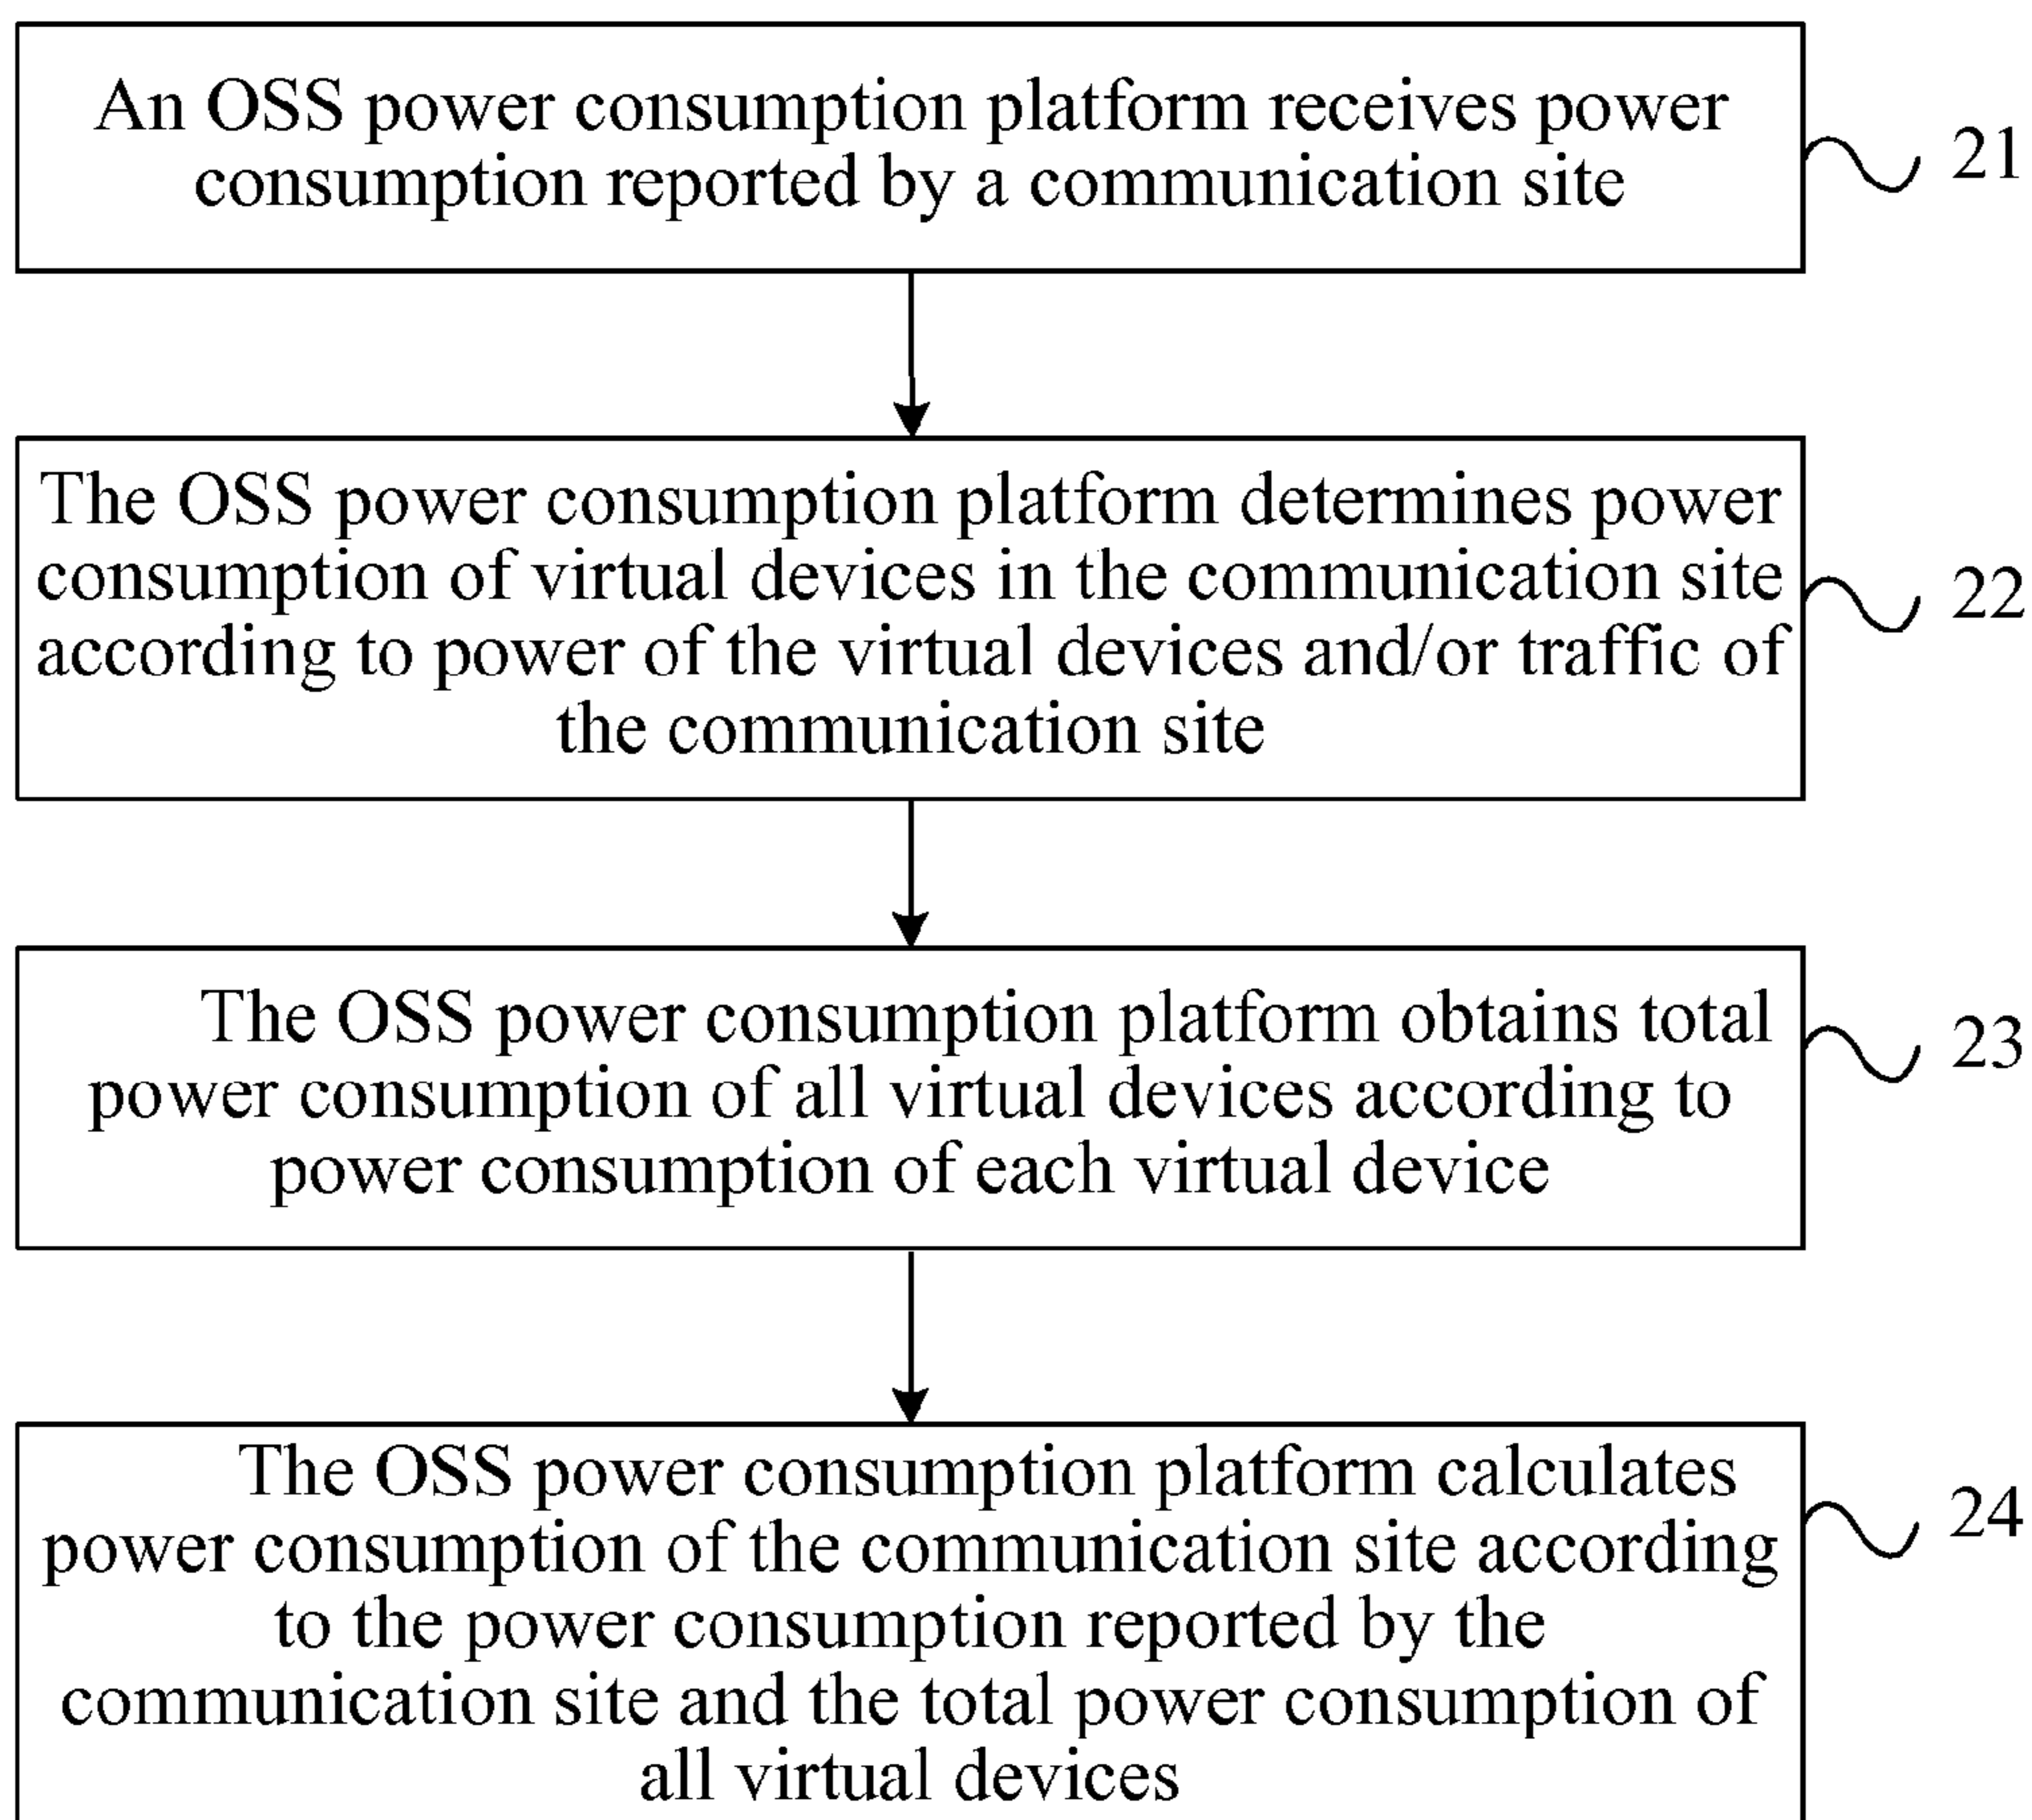 An OSS power consumption platform receives power
consumption reported by a communication site
21
The OSS power consumption platform determines power
consumption of virtual devices in the communication site
according to power of the virtual devices and/or traffic of
the communication site
22
The OSS power consumption platform obtains total
power consumption of all virtual devices according to
power consumption of each virtual device
23
The OSS power consumption platform calculates
power consumption of the communication site according
to the power consumption reported by the
communication site and the total power consumption of
all virtual devices
24